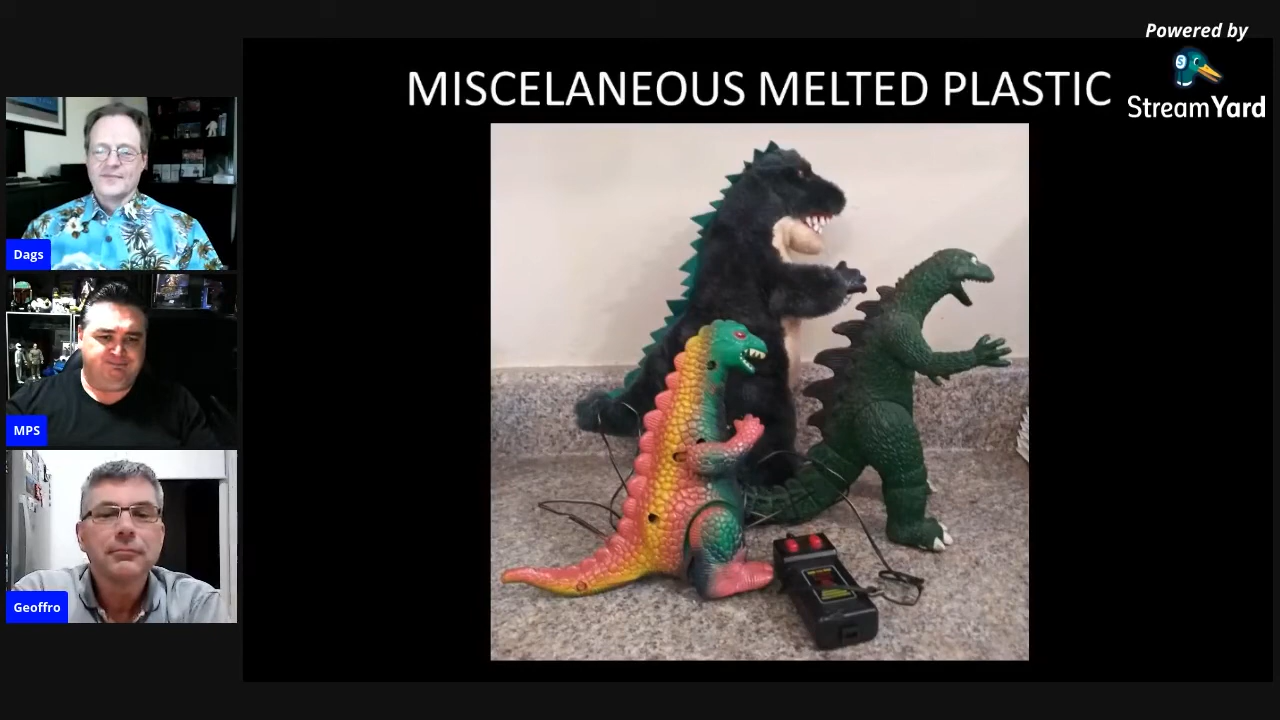 Powered by
StreamYard
MISCELANEOUS MELTED PLASTIC
Dags
MPS
Geoffro